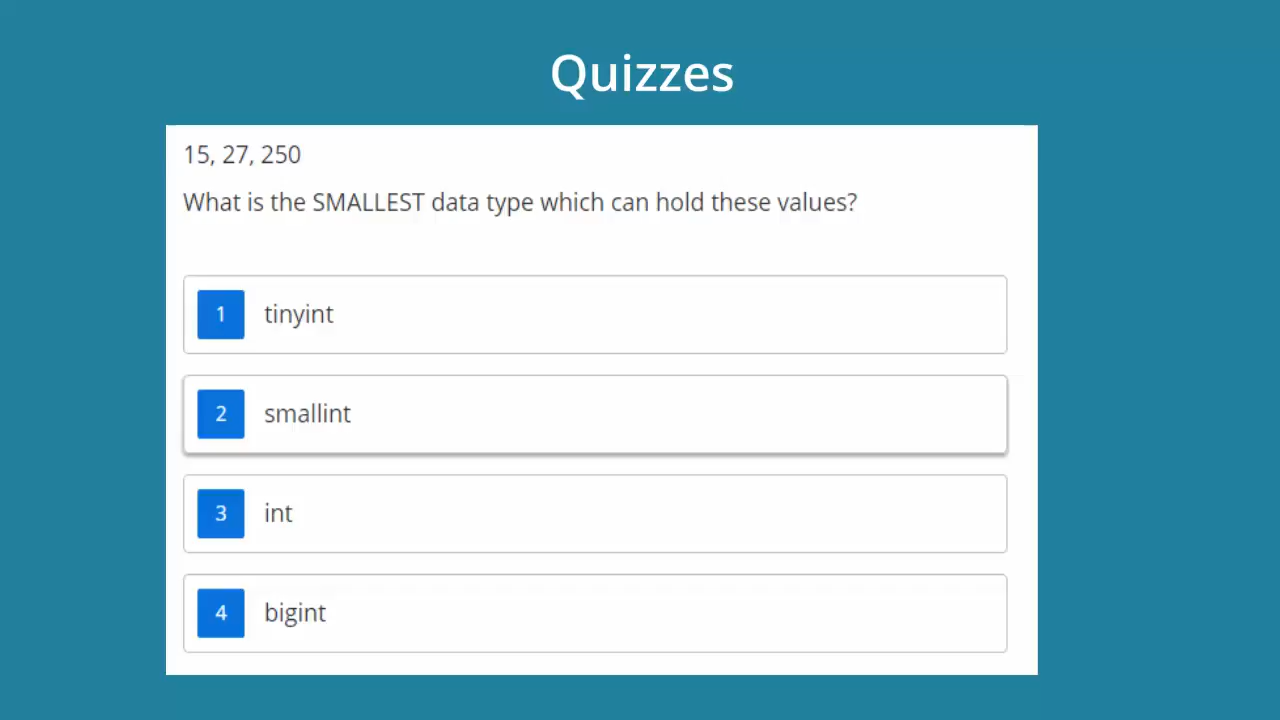 Quizzes
15, 27, 250
What is the SMALLEST data type which can hold these values?
1 tinyint
2 smallint
3 int
4 bigint